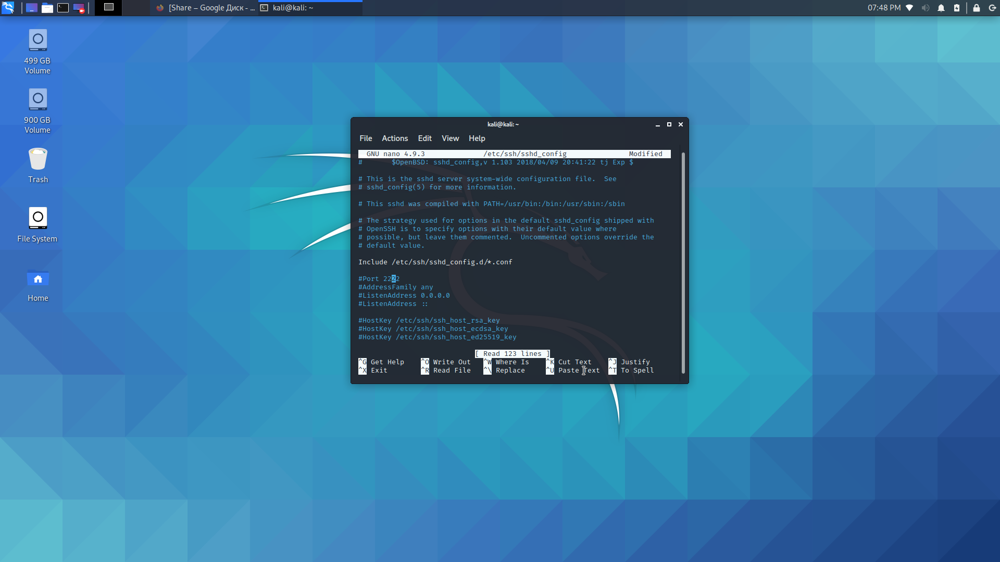 [Share – Google Диск - ...
kali@kali: ~
07:48 PM
499 GB
Volume
900 GB
Volume
Trash
File System
Home
kali@kali: ~
File Actions Edit View Help
GNU nano 4.9.3 /etc/ssh/sshd_config Modified
# $OpenBSD: sshd_config,v 1.103 2018/04/09 20:41:22 tj Exp $
# This is the sshd server system-wide configuration file. See
# sshd_config(5) for more information.
# This sshd was compiled with PATH=/usr/bin:/bin:/usr/sbin:/sbin
# The strategy used for options in the default sshd_config shipped with
# OpenSSH is to specify options with their default value where
# possible, but leave them commented. Uncommented options override the
# default value.
Include /etc/ssh/sshd_config.d/*.conf
#Port 2222
#AddressFamily any
#ListenAddress 0.0.0.0
#ListenAddress ::
#HostKey /etc/ssh/ssh_host_rsa_key
#HostKey /etc/ssh/ssh_host_ecdsa_key
#HostKey /etc/ssh/ssh_host_ed25519_key
[ Read 123 lines ]
^G Get Help ^O Write Out ^W Where Is ^K Cut Text ^J Justify
^X Exit ^R Read File ^\ Replace ^U Paste Text ^T To Spell